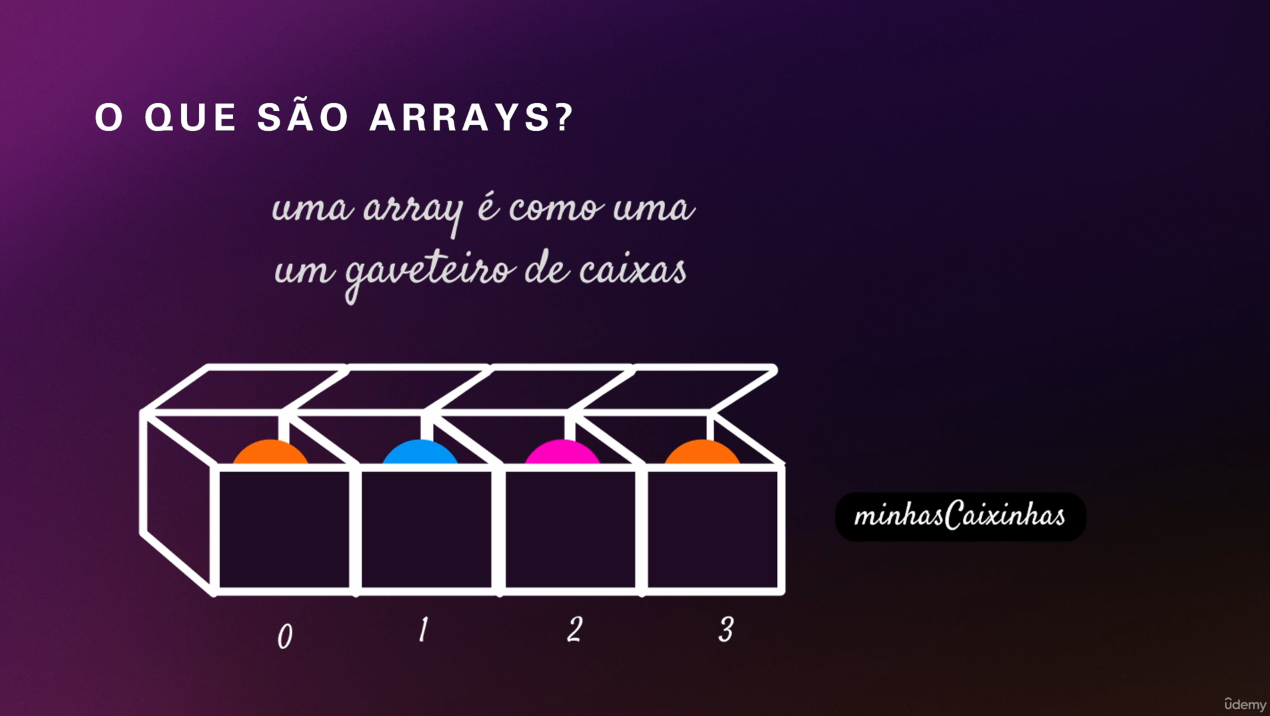 O QUE SÃO ARRAYS?
uma array é como uma
um gaveteiro de caixas
minhasCaixinhas
0 1 2 3
ûdemy